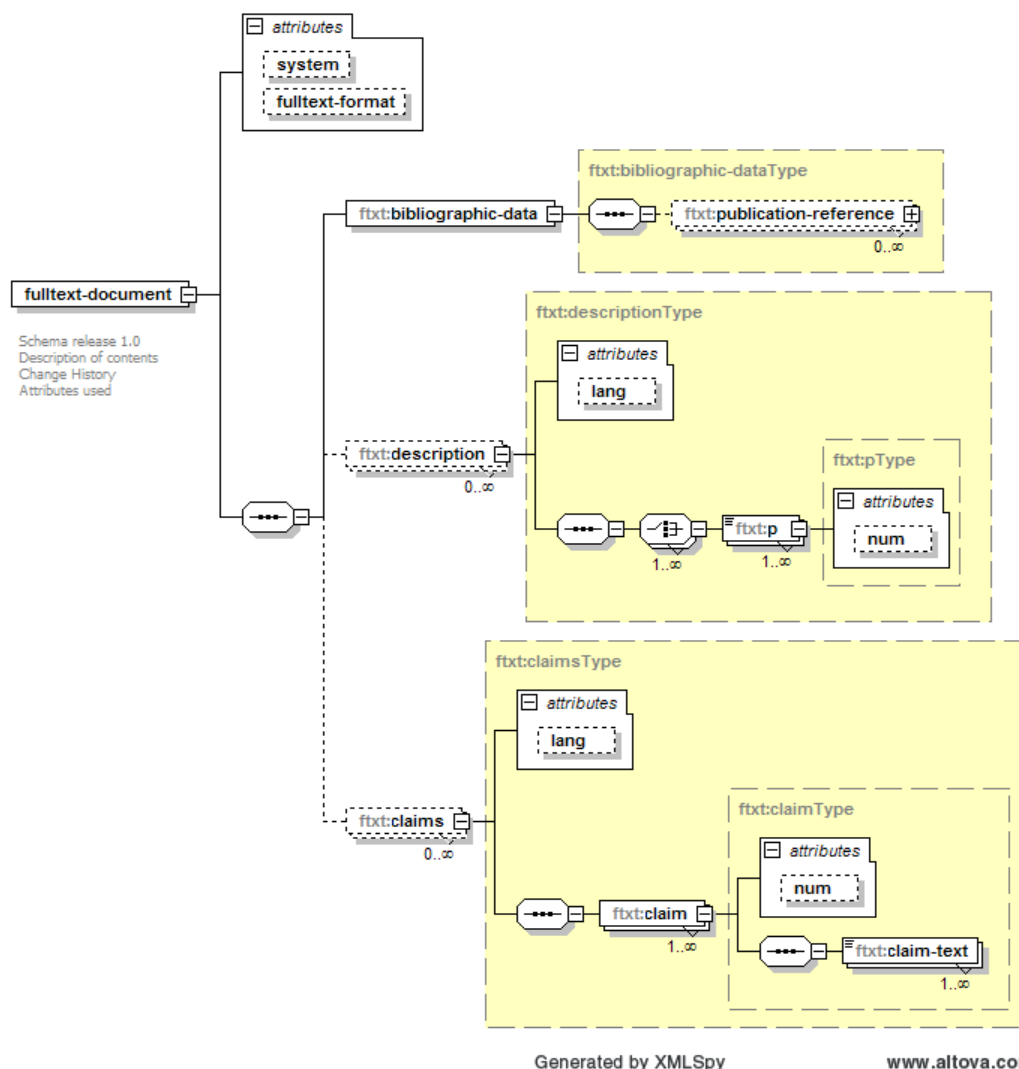 attributes
system
fulltext-format
ftxt:bibliographic-dataType
ftxt:bibliographic-data
ftxt:publication-reference
0..∞
fulltext-document
Schema release 1.0
Description of contents
Change History
Attributes used
ftxt:descriptionType
attributes
lang
ftxt:description
0..∞
ftxt:pType
attributes
ftxt:p
num
1..∞
1..∞
ftxt:claimsType
attributes
lang
ftxt:claimType
ftxt:claims
0..∞
attributes
num
ftxt:claim
1..∞
ftxt:claim-text
1..∞
Generated by XMLSpy
www.altova.co